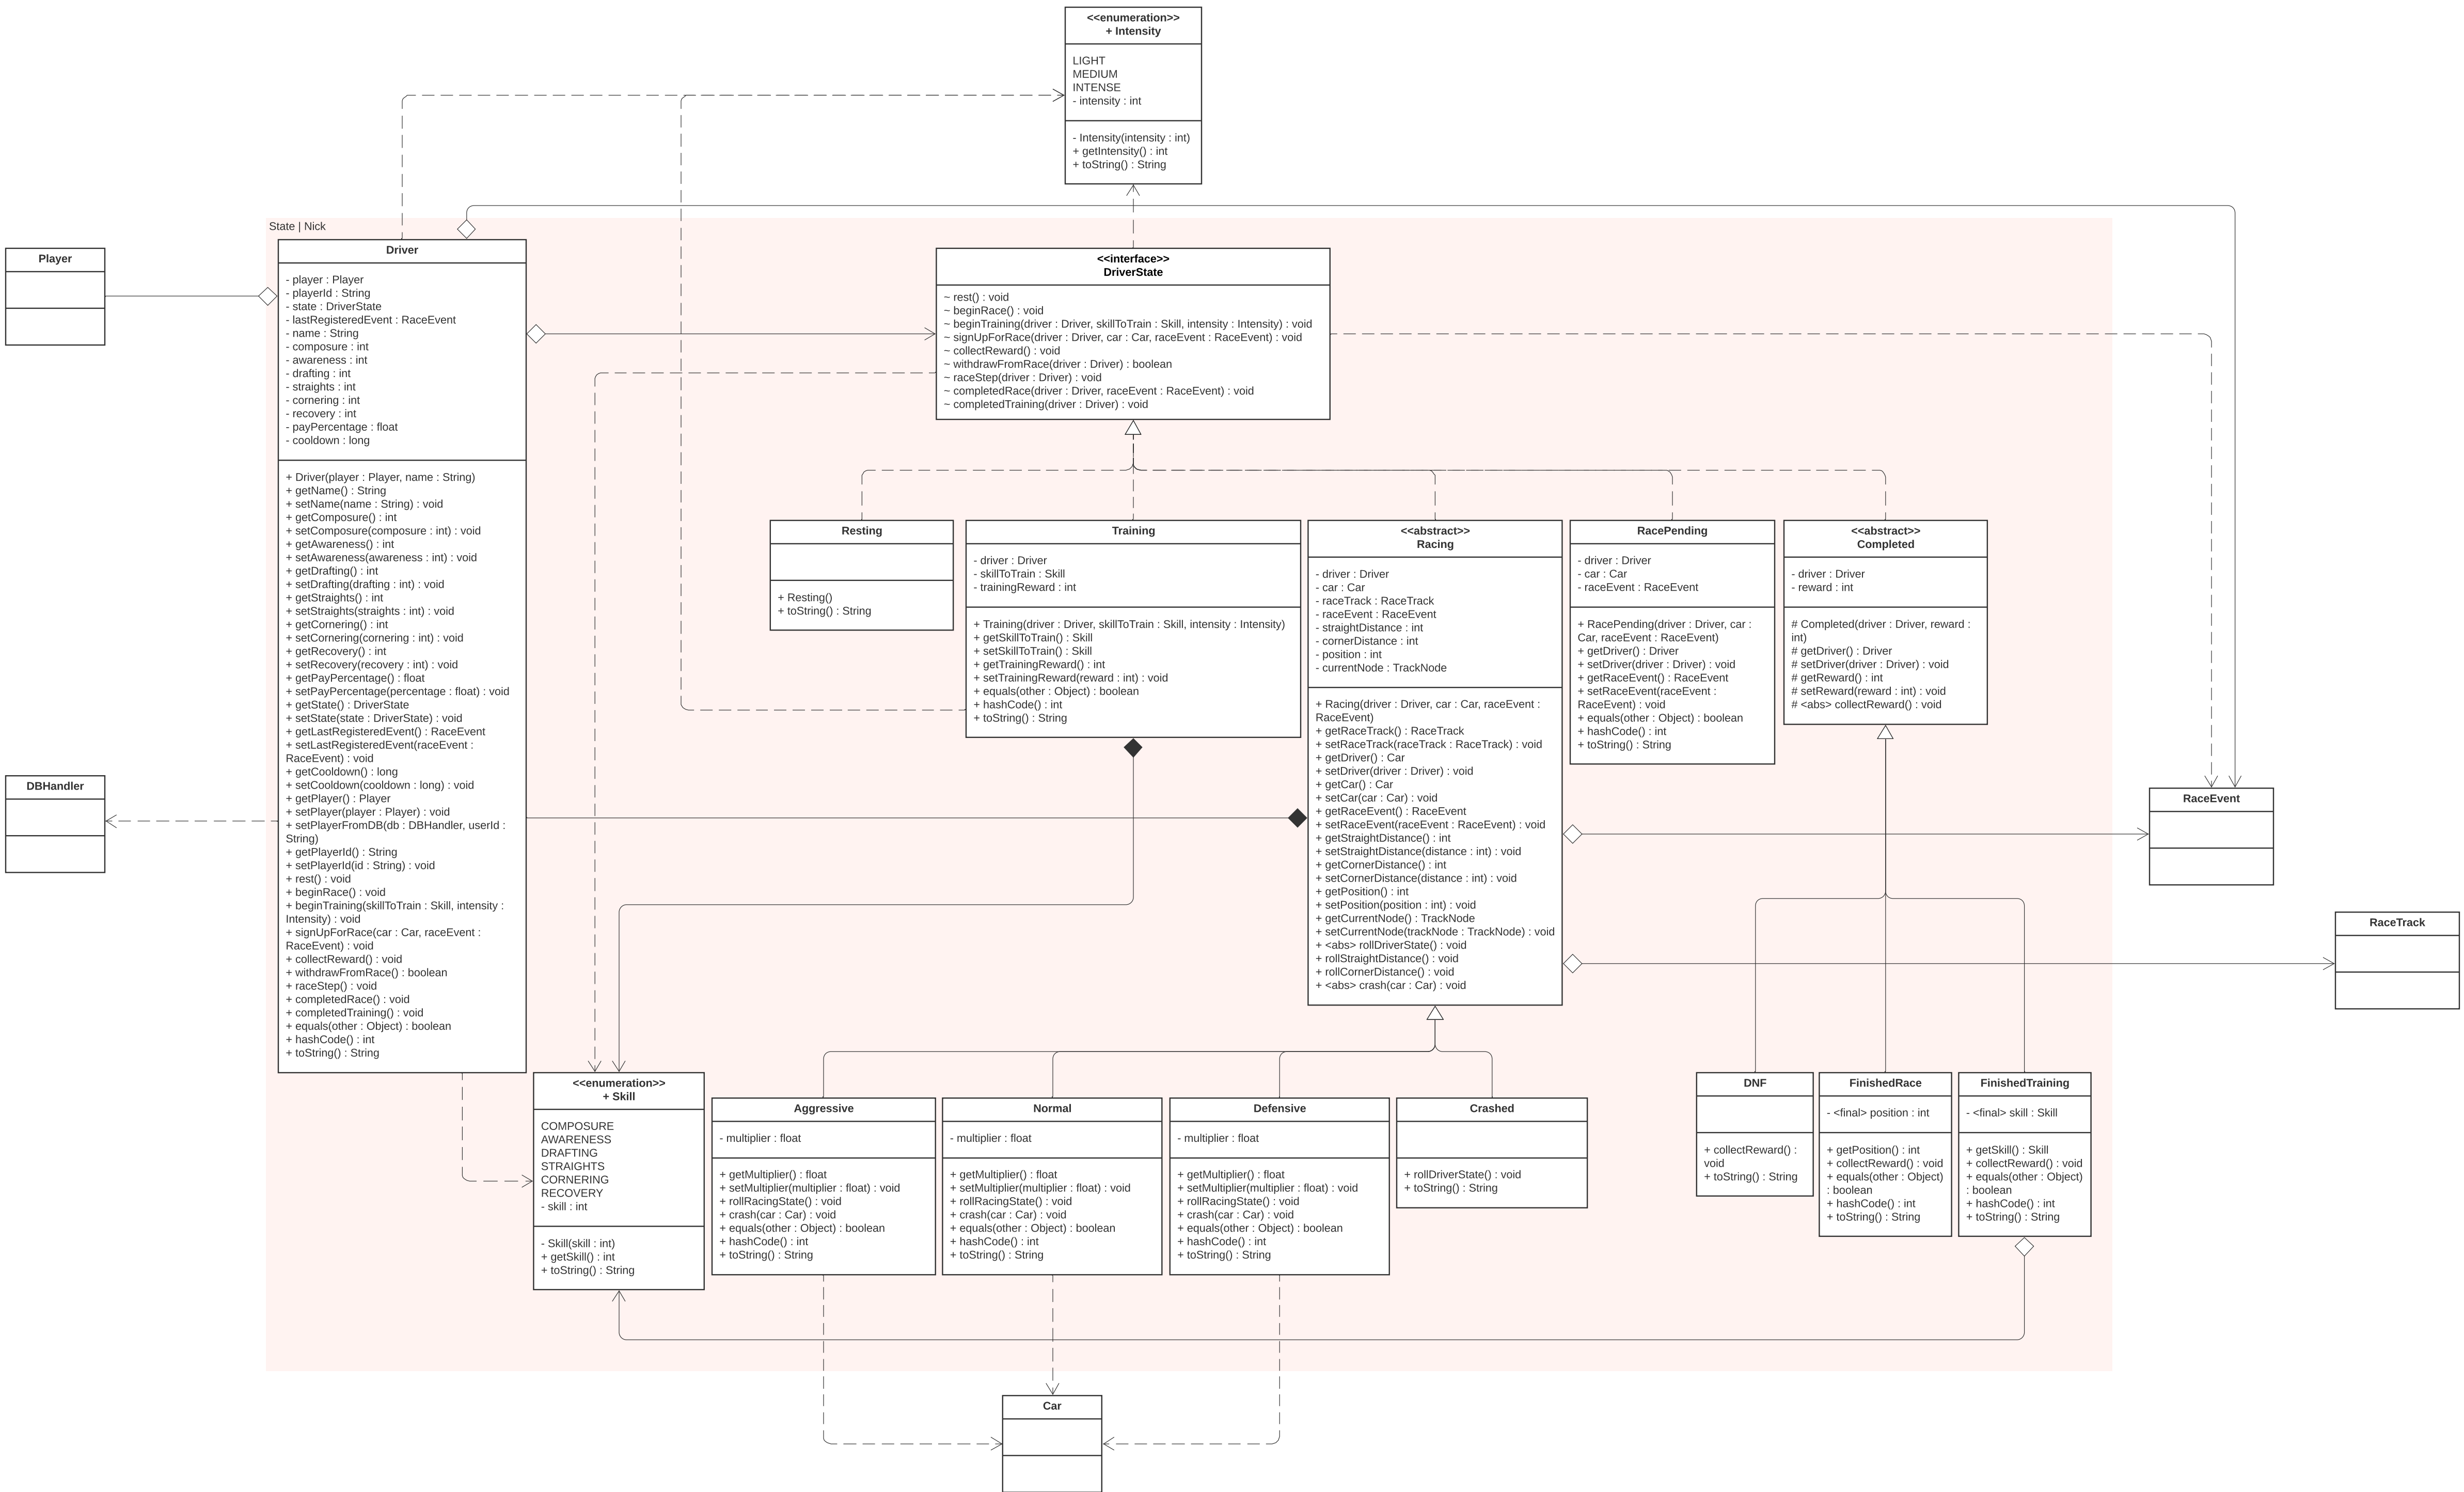 <<enumeration>>
+ Intensity
LIGHT
MEDIUM
INTENSE
- intensity : int
- Intensity(intensity : int)
+ getIntensity() : int
+ toString() : String
State | Nick
Player
Driver
- player : Player
- playerId : String
- state : DriverState
- lastRegisteredEvent : RaceEvent
- name : String
- composure : int
- awareness : int
- drafting : int
- straights : int
- cornering : int
- recovery : int
- payPercentage : float
- cooldown : long
+ Driver(player : Player, name : String)
+ getName() : String
+ setName(name : String) : void
+ getComposure() : int
+ setComposure(composure : int) : void
+ getAwareness() : int
+ setAwareness(awareness : int) : void
+ getDrafting() : int
+ setDrafting(drafting : int) : void
+ getStraights() : int
+ setStraights(straights : int) : void
+ getCornering() : int
+ setCornering(cornering : int) : void
+ getRecovery() : int
+ setRecovery(recovery : int) : void
+ getPayPercentage() : float
+ setPayPercentage(percentage : float) : void
+ getState() : DriverState
+ setState(state : DriverState) : void
+ getLastRegisteredEvent() : RaceEvent
+ setLastRegisteredEvent(raceEvent :
RaceEvent) : void
+ getCooldown() : long
+ setCooldown(cooldown : long) : void
+ getPlayer() : Player
+ setPlayer(player : Player) : void
+ setPlayerFromDB(db : DBHandler, userId :
String)
+ getPlayerId() : String
+ setPlayerId(id : String) : void
+ rest() : void
+ beginRace() : void
+ beginTraining(skillToTrain : Skill, intensity :
Intensity) : void
+ signUpForRace(car : Car, raceEvent :
RaceEvent) : void
+ collectReward() : void
+ withdrawFromRace() : boolean
+ raceStep() : void
+ completedRace() : void
+ completedTraining() : void
+ equals(other : Object) : boolean
+ hashCode() : int
+ toString() : String
<<interface>>
DriverState
~ rest() : void
~ beginRace() : void
~ beginTraining(driver : Driver, skillToTrain : Skill, intensity : Intensity) : void
~ signUpForRace(driver : Driver, car : Car, raceEvent : RaceEvent) : void
~ collectReward() : void
~ withdrawFromRace(driver : Driver) : boolean
~ raceStep(driver : Driver) : void
~ completedRace(driver : Driver, raceEvent : RaceEvent) : void
~ completedTraining(driver : Driver) : void
Resting
+ Resting()
+ toString() : String
Training
- driver : Driver
- skillToTrain : Skill
- trainingReward : int
+ Training(driver : Driver, skillToTrain : Skill, intensity : Intensity)
+ getSkillToTrain() : Skill
+ setSkillToTrain() : Skill
+ getTrainingReward() : int
+ setTrainingReward(reward : int) : void
+ equals(other : Object) : boolean
+ hashCode() : int
+ toString() : String
<<abstract>>
Racing
- driver : Driver
- car : Car
- raceTrack : RaceTrack
- raceEvent : RaceEvent
- straightDistance : int
- cornerDistance : int
- position : int
- currentNode : TrackNode
+ Racing(driver : Driver, car : Car, raceEvent :
RaceEvent)
+ getRaceTrack() : RaceTrack
+ setRaceTrack(raceTrack : RaceTrack) : void
+ getDriver() : Car
+ setDriver(driver : Driver) : void
+ getCar() : Car
+ setCar(car : Car) : void
+ getRaceEvent() : RaceEvent
+ setRaceEvent(raceEvent : RaceEvent) : void
+ getStraightDistance() : int
+ setStraightDistance(distance : int) : void
+ getCornerDistance() : int
+ setCornerDistance(distance : int) : void
+ getPosition() : int
+ setPosition(position : int) : void
+ getCurrentNode() : TrackNode
+ setCurrentNode(trackNode : TrackNode) : void
+ <abs> rollDriverState() : void
+ rollStraightDistance() : void
+ rollCornerDistance() : void
+ <abs> crash(car : Car) : void
RacePending
- driver : Driver
- car : Car
- raceEvent : RaceEvent
+ RacePending(driver : Driver, car :
Car, raceEvent : RaceEvent)
+ getDriver() : Driver
+ setDriver(driver : Driver) : void
+ getRaceEvent() : RaceEvent
+ setRaceEvent(raceEvent :
RaceEvent) : void
+ equals(other : Object) : boolean
+ hashCode() : int
+ toString() : String
<<abstract>>
Completed
- driver : Driver
- reward : int
# Completed(driver : Driver, reward :
int)
# getDriver() : Driver
# setDriver(driver : Driver) : void
# getReward() : int
# setReward(reward : int) : void
# <abs> collectReward() : void
DBHandler
RaceEvent
RaceTrack
<<enumeration>>
+ Skill
COMPOSURE
AWARENESS
DRAFTING
STRAIGHTS
CORNERING
RECOVERY
- skill : int
- Skill(skill : int)
+ getSkill() : int
+ toString() : String
Aggressive
- multiplier : float
+ getMultiplier() : float
+ setMultiplier(multiplier : float) : void
+ rollRacingState() : void
+ crash(car : Car) : void
+ equals(other : Object) : boolean
+ hashCode() : int
+ toString() : String
Normal
- multiplier : float
+ getMultiplier() : float
+ setMultiplier(multiplier : float) : void
+ rollRacingState() : void
+ crash(car : Car) : void
+ equals(other : Object) : boolean
+ hashCode() : int
+ toString() : String
Defensive
- multiplier : float
+ getMultiplier() : float
+ setMultiplier(multiplier : float) : void
+ rollRacingState() : void
+ crash(car : Car) : void
+ equals(other : Object) : boolean
+ hashCode() : int
+ toString() : String
Crashed
+ rollDriverState() : void
+ toString() : String
DNF
+ collectReward() :
void
+ toString() : String
FinishedRace
- <final> position : int
+ getPosition() : int
+ collectReward() : void
+ equals(other : Object)
: boolean
+ hashCode() : int
+ toString() : String
FinishedTraining
- <final> skill : Skill
+ getSkill() : Skill
+ collectReward() : void
+ equals(other : Object)
: boolean
+ hashCode() : int
+ toString() : String
Car